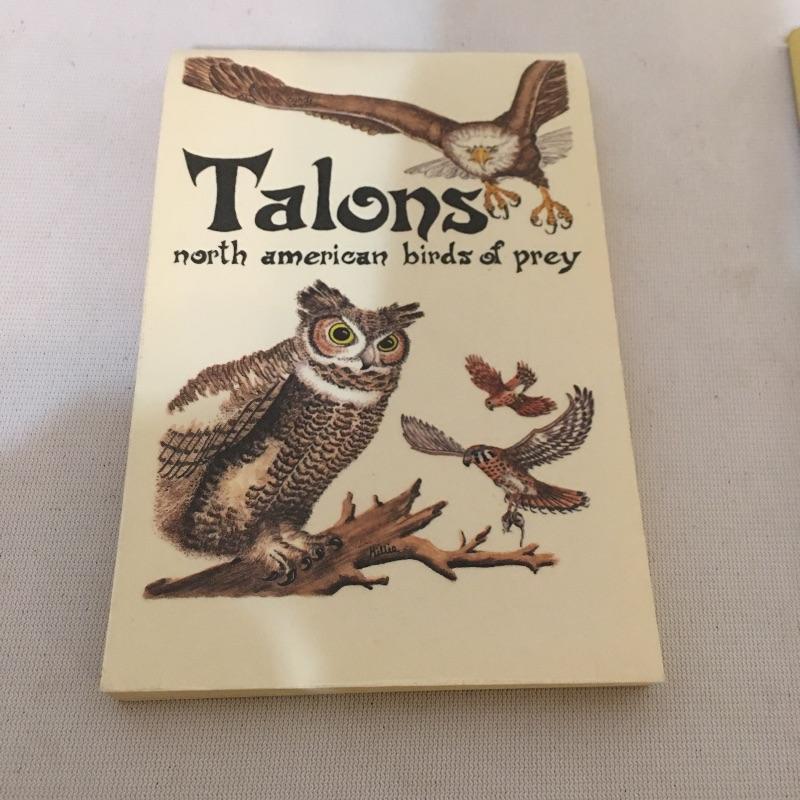 Talons
north american birds of prey